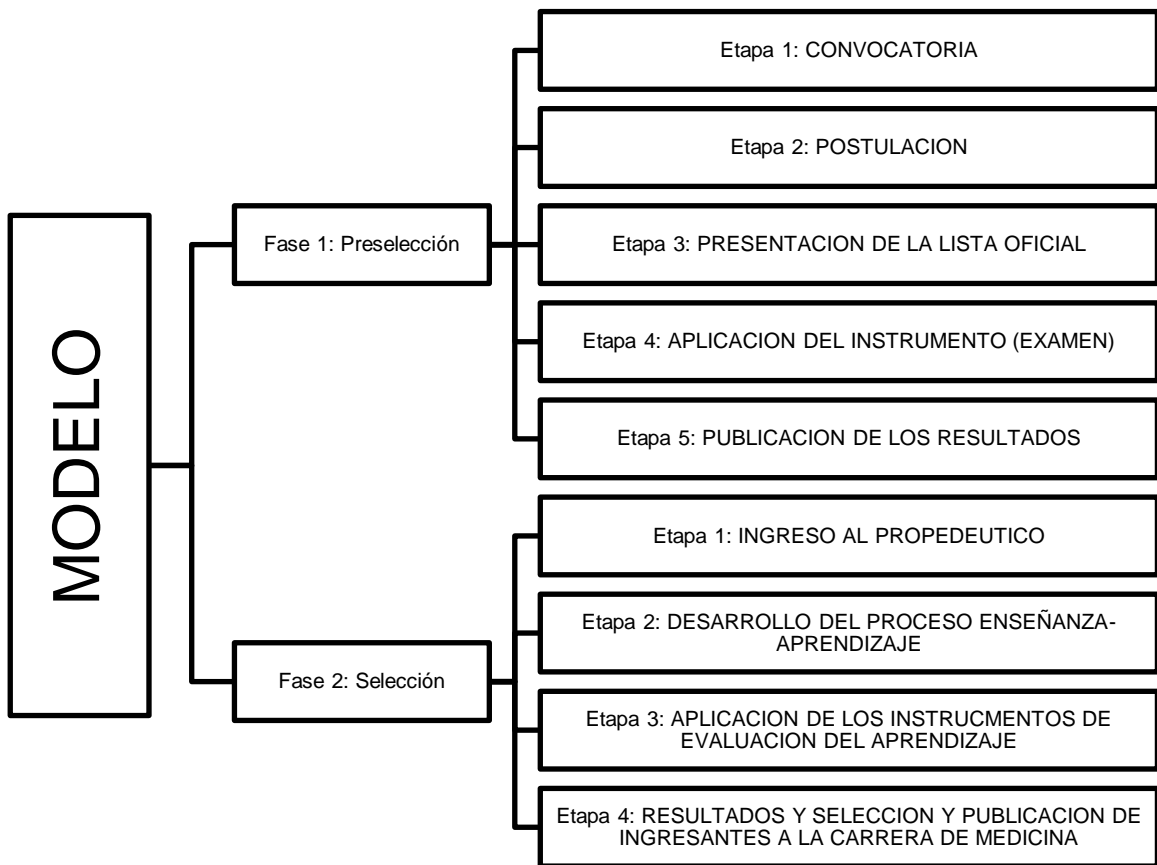 MODELO
Fase 1: Preselección
Etapa 1: CONVOCATORIA
Etapa 2: POSTULACION
Etapa 3: PRESENTACION DE LA LISTA OFICIAL
Etapa 4: APLICACION DEL INSTRUMENTO (EXAMEN)
Etapa 5: PUBLICACION DE LOS RESULTADOS
Fase 2: Selección
Etapa 1: INGRESO AL PROPEDEUTICO
Etapa 2: DESARROLLO DEL PROCESO ENSEÑANZA-
APRENDIZAJE
Etapa 3: APLICACION DE LOS INSTRUCMENTOS DE
EVALUACION DEL APRENDIZAJE
Etapa 4: RESULTADOS Y SELECCION Y PUBLICACION DE
INGRESANTES A LA CARRERA DE MEDICINA